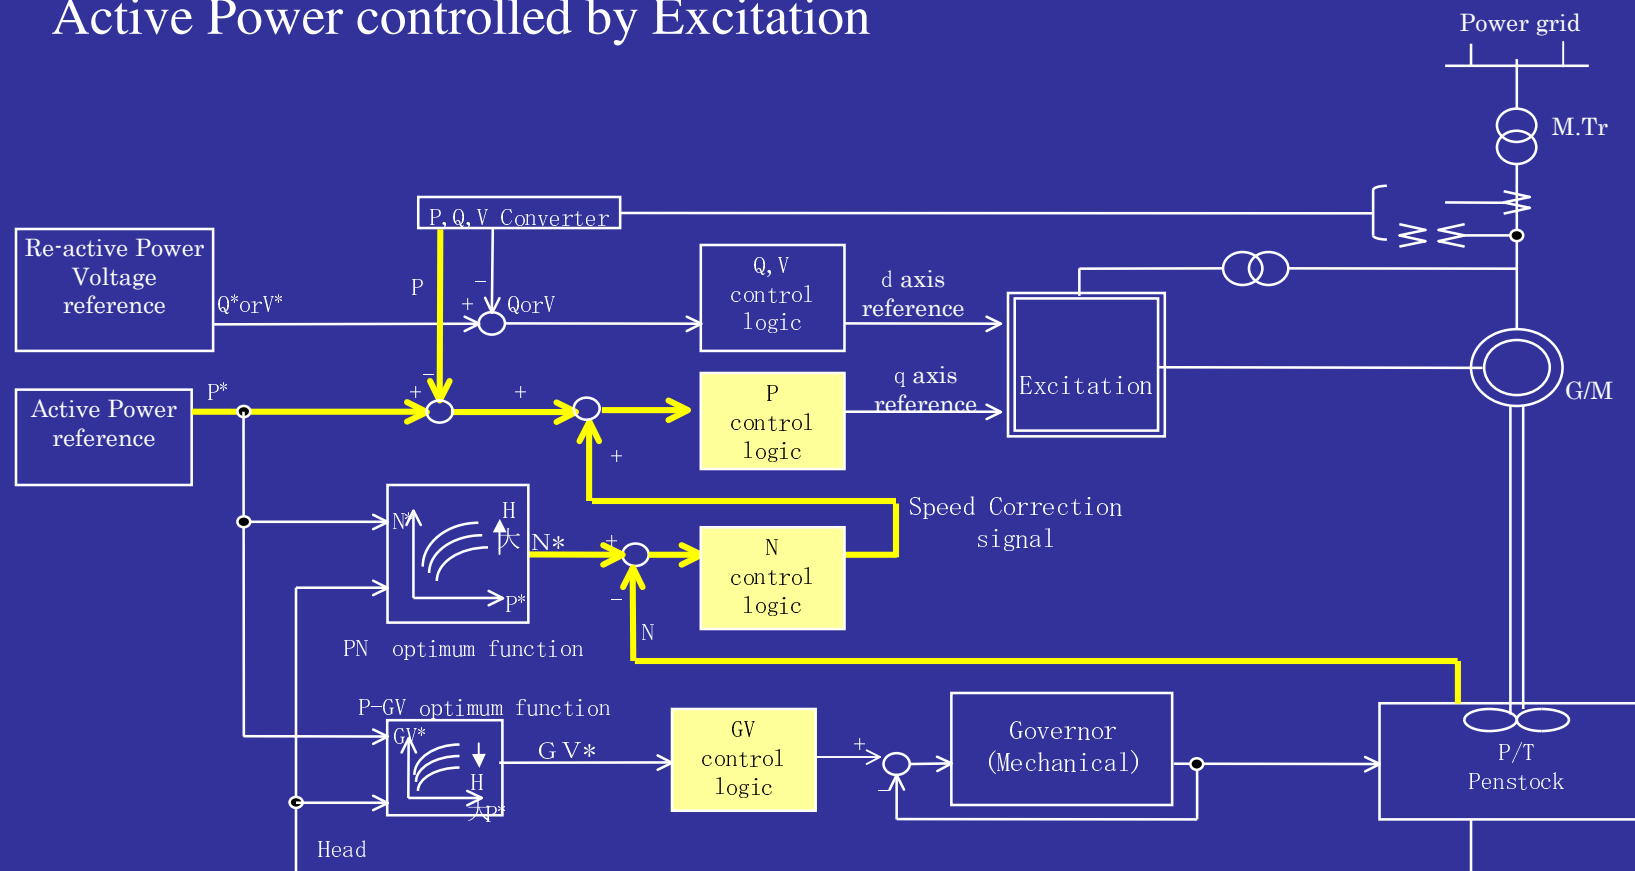 Active Power controlled by Excitation
Power grid
M.Tr
P,Q,V Converter
Re-active Power
Voltage
reference
Q*orV*
P
−
+
QorV
Q,V
control
logic
d axis
reference
Excitation
G/M
Active Power
reference
P*
+
−
+
+
P
control
logic
q axis
reference
Speed Correction
signal
N*
H
大
P*
N*
+
−
N
N
control
logic
PN optimum function
P-GV optimum function
GV*
H
大
P*
GV*
GV
control
logic
+
−
Governor
(Mechanical)
P/T
Penstock
Head